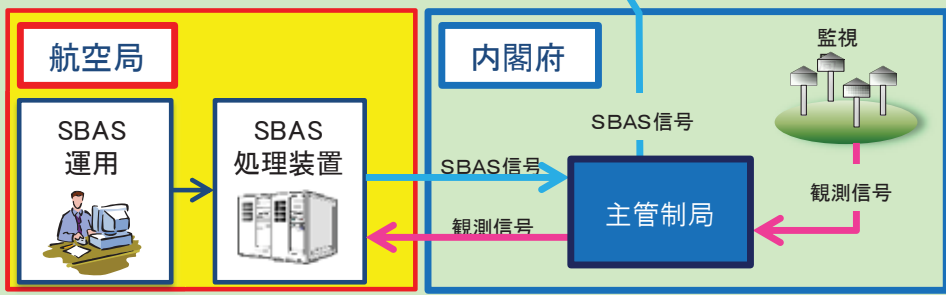 航空局
SBAS
運用
SBAS
処理装置
内閣府
監視
SBAS信号
SBAS信号
観測信号
主管制局
観測信号